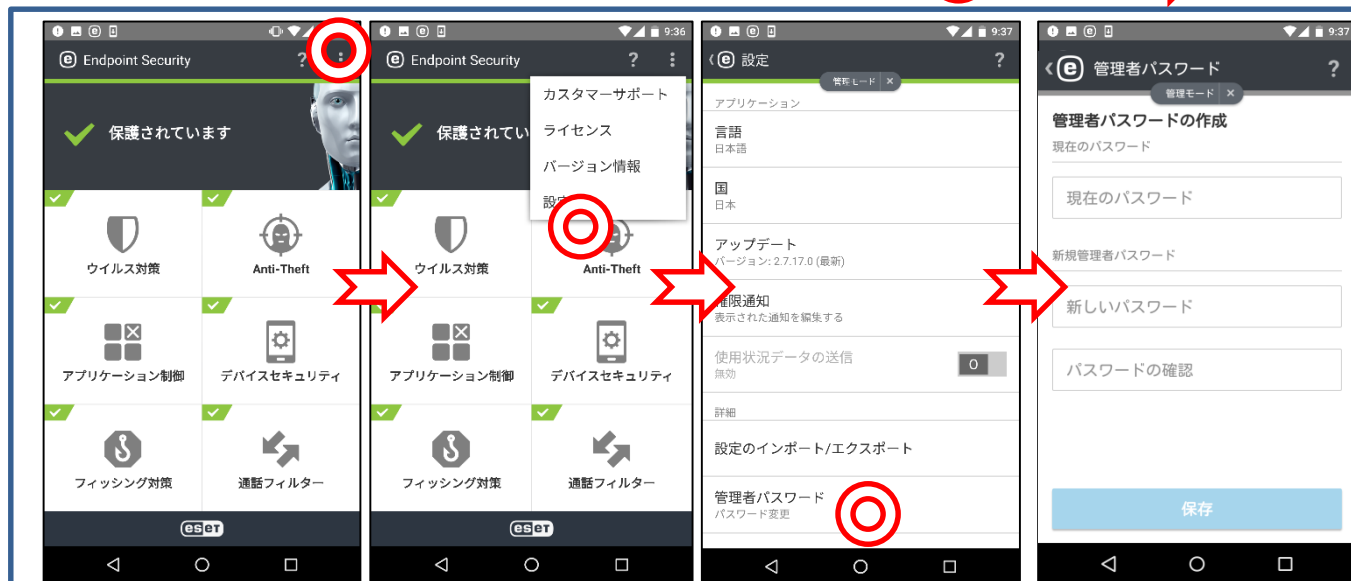 Endpoint Security ?
保護されています
ウイルス対策
Anti-Theft
アプリケーション制御
デバイスセキュリティ
フィッシング対策
通話フィルター
eseT
9:36
Endpoint Security ?
カスタマーサポート
ライセンス
バージョン情報
設定
保護されてい
ウイルス対策
Anti-Theft
アプリケーション制御
デバイスセキュリティ
フィッシング対策
通話フィルター
eseT
9:37
設定 ?
管理モード ×
アプリケーション
言語
日本語
国
日本
アップデート
バージョン: 2.7.17.0 (最新)
権限通知
表示された通知を編集する
使用状況データの送信
無効
O
詳細
設定のインポート/エクスポート
管理者パスワード
パスワード変更
9:37
管理者パスワード ?
管理モード ×
管理者パスワードの作成
現在のパスワード
現在のパスワード
新規管理者パスワード
新しいパスワード
パスワードの確認
保存